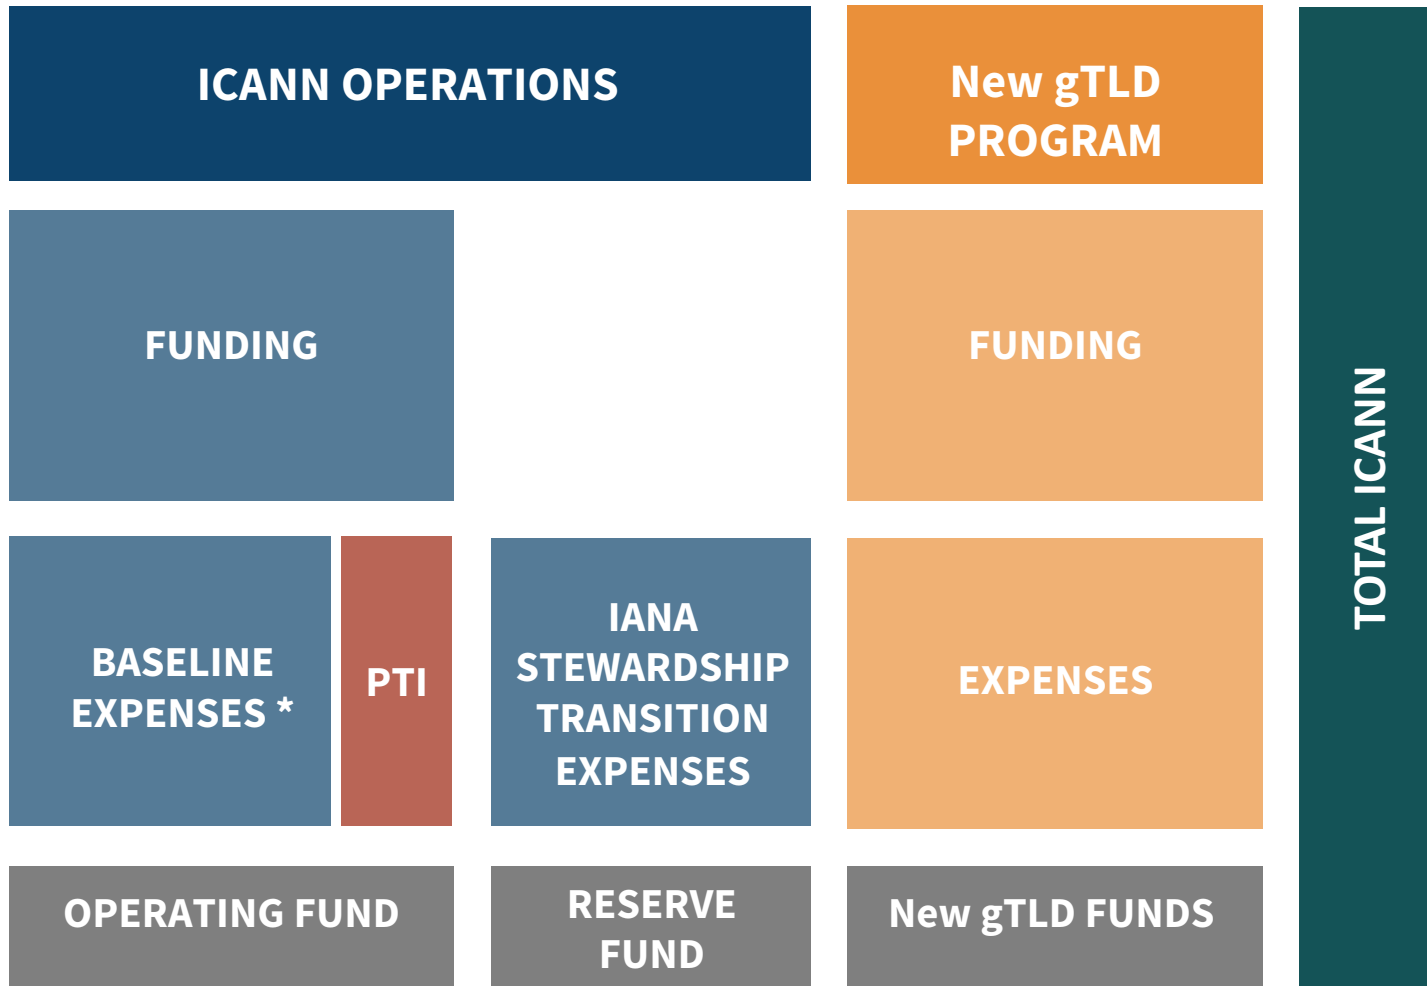 ICANN OPERATIONS
New gTLD
PROGRAM
FUNDING
FUNDING
BASELINE
EXPENSES *
PTI
IANA
STEWARDSHIP
TRANSITION
EXPENSES
EXPENSES
OPERATING FUND
RESERVE
FUND
New gTLD FUNDS
TOTAL ICANN